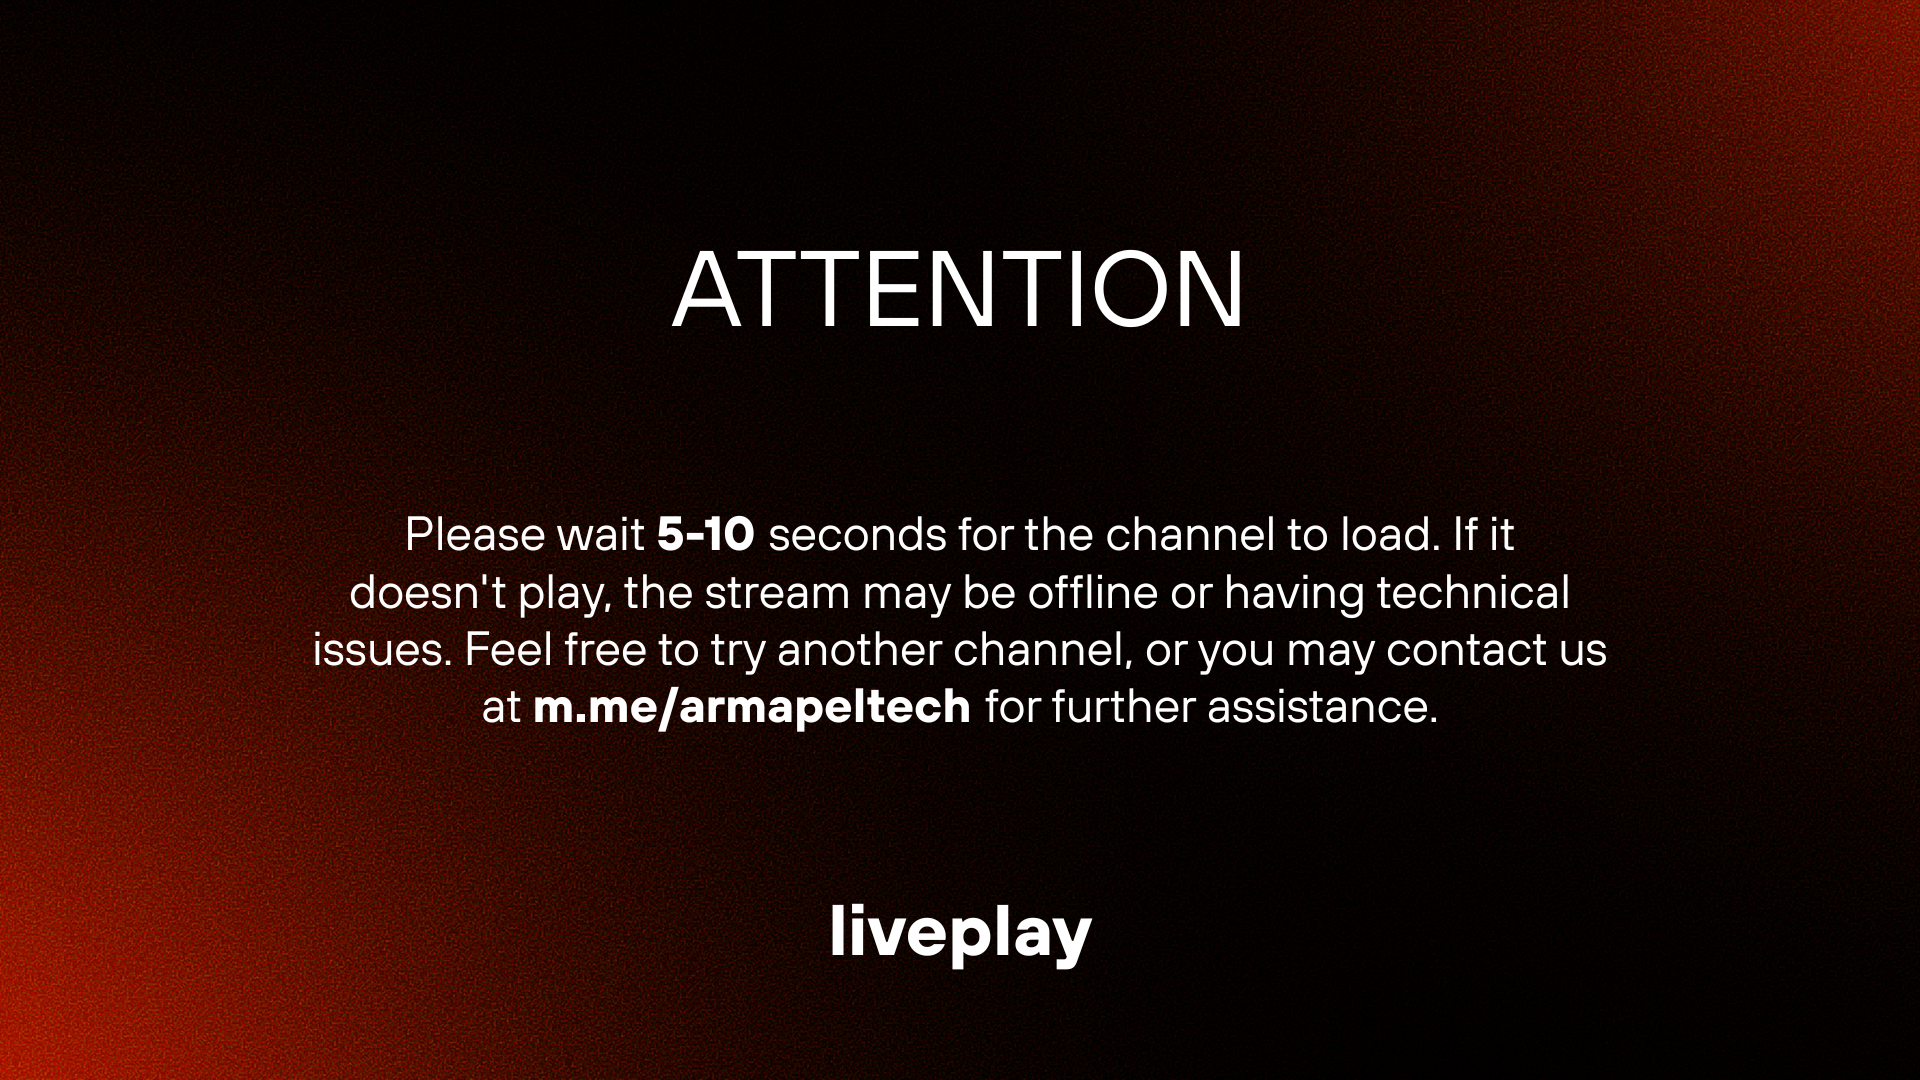 ATTENTION
Please wait 5-10 seconds for the channel to load. If it
doesn't play, the stream may be offline or having technical
issues. Feel free to try another channel, or you may contact us
at m.me/armapeltech for further assistance.
liveplay